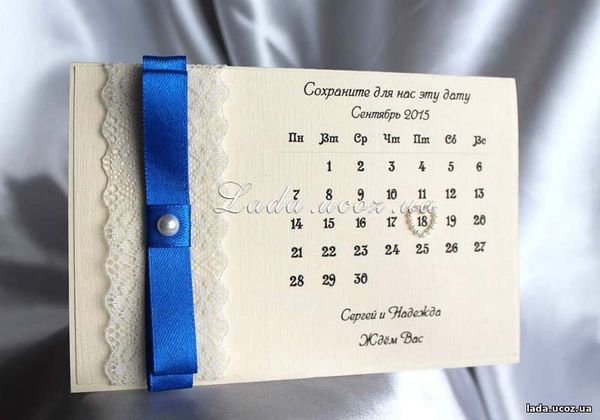 Сохраните для нас эту дату
Сентябрь 2015
Пн Вт Ср Чт Пт Сб Вс
1 2 3 4 5 6
7 8 9 10 11 12 13
Lada.ucoz.ua
14 15 16 17 18 19 20
21 22 23 24 25 26 27
28 29 30
Сергей и Надежда
Ждём Вас
lada.ucoz.ua